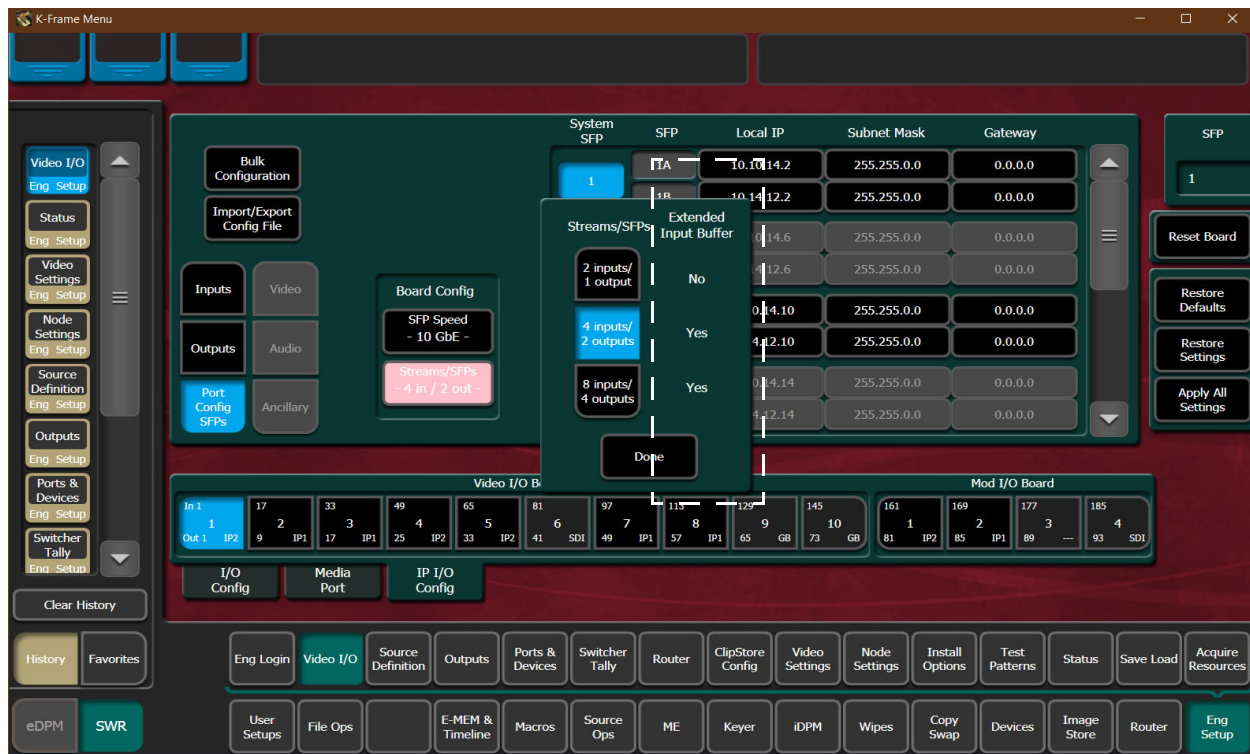 K-Frame Menu
System SFP
SFP
Local IP
Subnet Mask
Gateway
SFP
Video I/O
Eng Setup
Status
Eng Setup
Video
Settings
Eng Setup
Node
Settings
Eng Setup
Source
Definition
Eng Setup
Outputs
Eng Setup
Ports &
Devices
Eng Setup
Switcher
Tally
Eng Setup
Clear History
History
Favorites
eDPM
SWR
Bulk
Configuration
Import/Export
Config File
Inputs
Video
Outputs
Audio
Port
Config
SFPs
Ancillary
Board Config
SFP Speed
- 10 GbE -
Streams/SFPs
- 4 in / 2 out -
1
1A
10.10.14.2
255.255.0.0
0.0.0.0
1B
10.14.12.2
255.255.0.0
0.0.0.0
255.255.0.0
0.0.0.0
255.255.0.0
0.0.0.0
255.255.0.0
0.0.0.0
255.255.0.0
0.0.0.0
255.255.0.0
0.0.0.0
255.255.0.0
0.0.0.0
Streams/SFPs
Extended
Input Buffer
2 inputs/
1 output
No
4 inputs/
2 outputs
Yes
8 inputs/
4 outputs
Yes
Done
1
Reset Board
Restore
Defaults
Restore
Settings
Apply All
Settings
Video I/O
Mod I/O Board
In 1
1
Out 1 IP2
17
2
9 IP1
33
3
17 IP1
49
4
25 IP2
65
5
33 IP2
81
6
41 SDI
97
7
49 IP1
113
8
57 IP1
129
9
65 GB
145
10
73 GB
161
1
81 IP2
169
2
85 IP1
177
3
89 ---
185
4
93 SDI
I/O
Config
Media
Port
IP I/O
Config
Eng Login
Video I/O
Source
Definition
Outputs
Ports &
Devices
Switcher
Tally
Router
ClipStore
Config
Video
Settings
Node
Settings
Install
Options
Test
Patterns
Status
Save Load
Acquire
Resources
User
Setups
File Ops
E-MEM &
Timeline
Macros
Source
Ops
ME
Keyer
iDPM
Wipes
Copy
Swap
Devices
Image
Store
Router
Eng
Setup